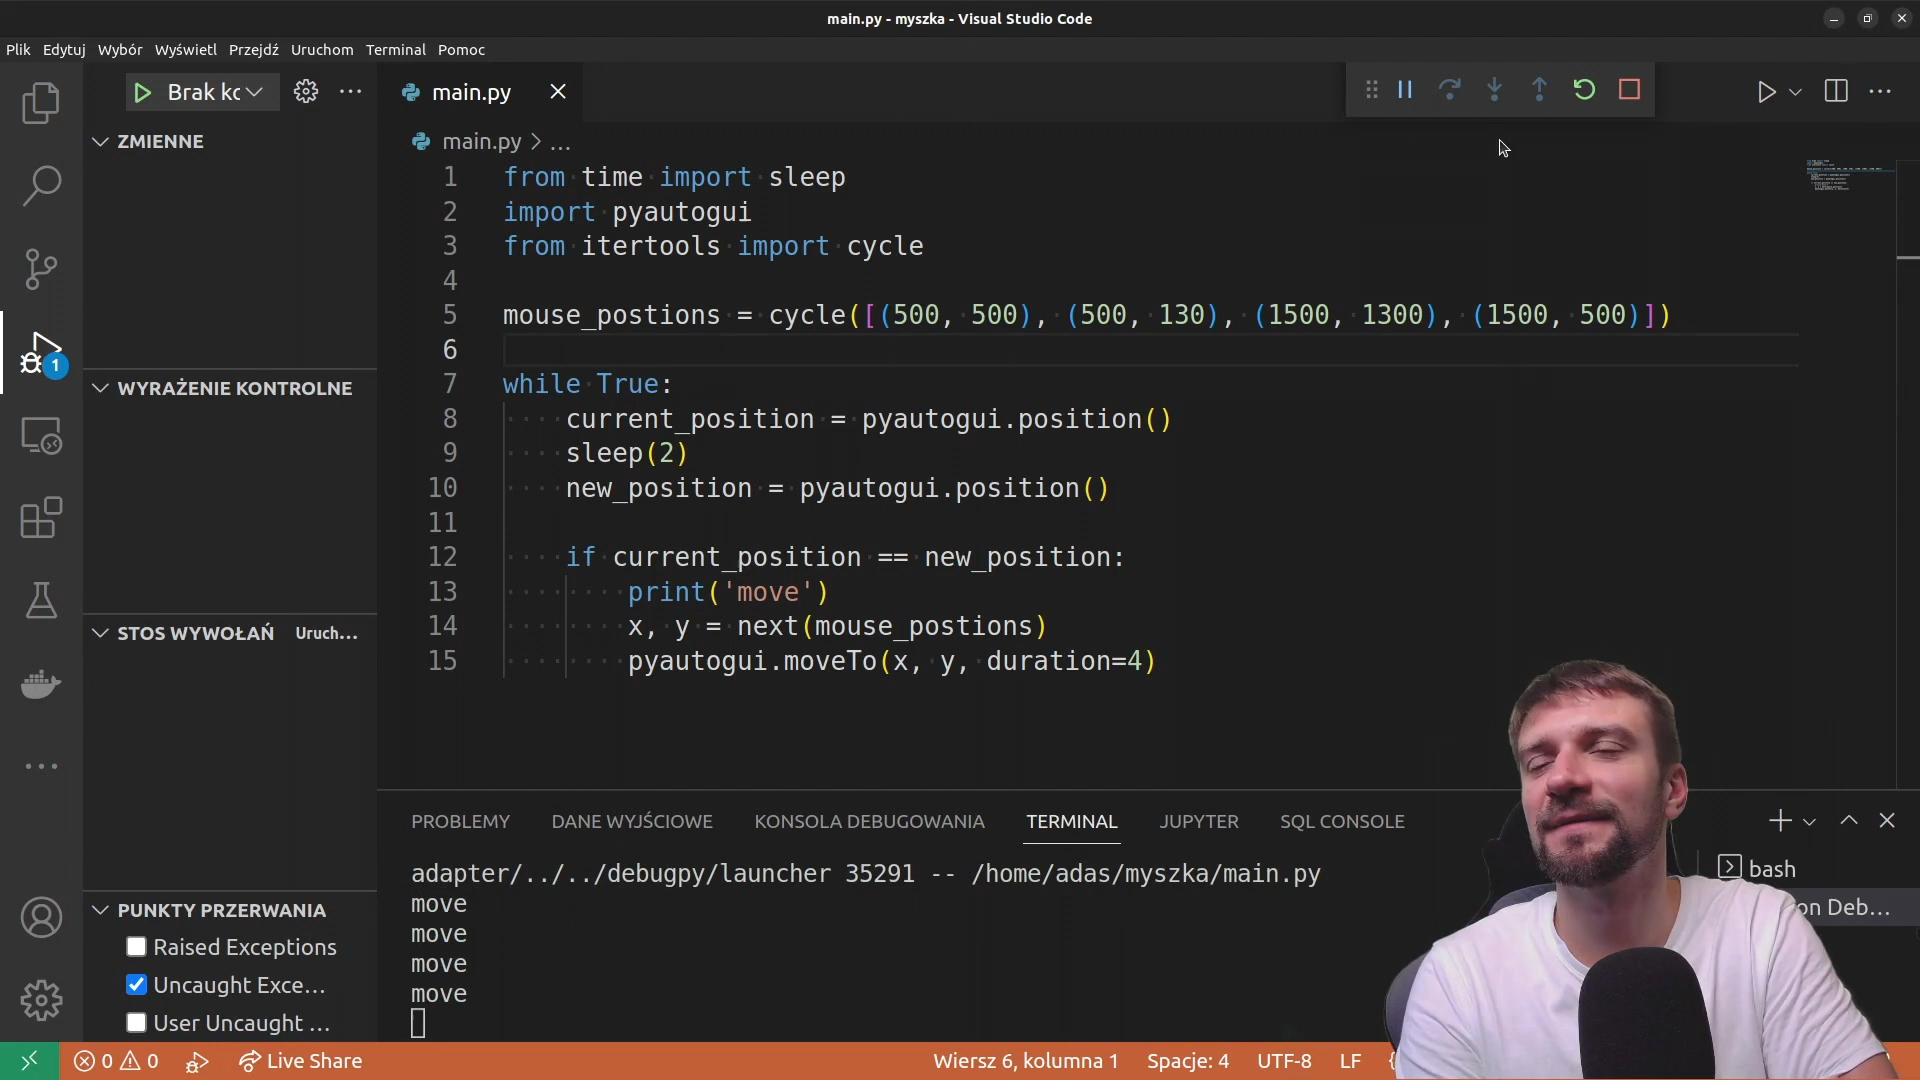 main.py - myszka - Visual Studio Code
Plik Edytuj Wybór Wyświetl Przejdź Uruchom Terminal Pomoc
Brak kc
main.py
ZMIENNE
main.py > ...
1 from time import sleep
2 import pyautogui
3 from itertools import cycle
4
5 mouse_postions = cycle([(500, 500), (500, 130), (1500, 1300), (1500, 500)])
6
7 while True:
8 current_position = pyautogui.position()
9 sleep(2)
10 new_position = pyautogui.position()
11
12 if current_position == new_position:
13 print('move')
14 x, y = next(mouse_postions)
15 pyautogui.moveTo(x, y, duration=4)
1
WYRAŻENIE KONTROLNE
STOS WYWOŁAŃ Uruch...
PUNKTY PRZERWANIA
Raised Exceptions
Uncaught Exce...
User Uncaught ...
PROBLEMY DANE WYJŚCIOWE KONSOLA DEBUGOWANIA TERMINAL JUPYTER SQL CONSOLE
adapter/../../debugpy/launcher 35291 -- /home/adas/myszka/main.py
move
move
move
move
bash
on Deb...
0 0 Live Share Wiersz 6, kolumna 1 Spacje: 4 UTF-8 LF {